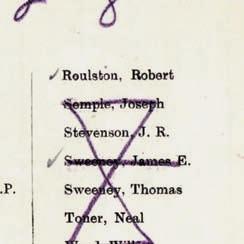 Roulston, Robert
Semple, Joseph
Stevenson, J. R.
Sweeney, James E.
.P. Sweeney, Thomas
Toner, Neal